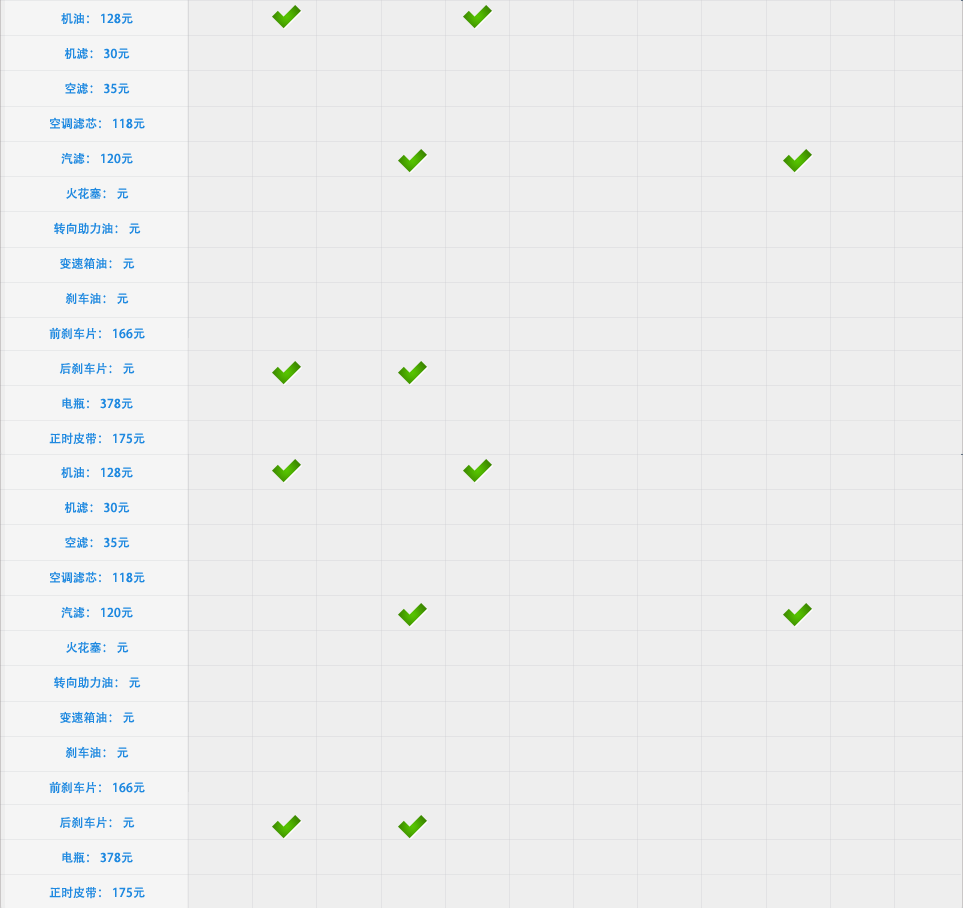 机油： 128元
机滤： 30元
空滤： 35元
空调滤芯： 118元
汽滤： 120元
火花塞： 元
转向助力油： 元
变速箱油： 元
刹车油： 元
前刹车片： 166元
后刹车片： 元
电瓶： 378元
正时皮带： 175元
机油： 128元
机滤： 30元
空滤： 35元
空调滤芯： 118元
汽滤： 120元
火花塞： 元
转向助力油： 元
变速箱油： 元
刹车油： 元
前刹车片： 166元
后刹车片： 元
电瓶： 378元
正时皮带： 175元